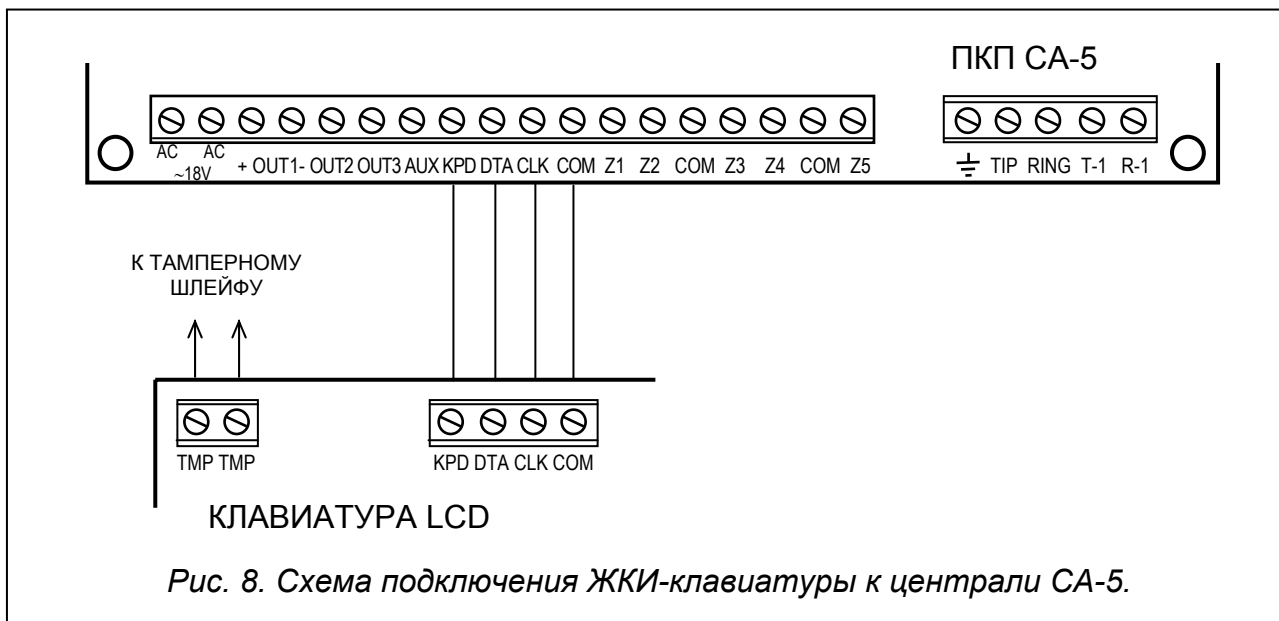 ПКП CA-5
AC AC
~18V
+ OUT1- OUT2 OUT3 AUX KPD DTA CLK COM Z1 Z2 COM Z3 Z4 COM Z5
TIP RING T-1 R-1
К ТАМПЕРНОМУ
ШЛЕЙФУ
TMP TMP
KPD DTA CLK COM
КЛАВИАТУРА LCD
Рис. 8. Схема подключения ЖКИ-клавиатуры к централи СА-5.